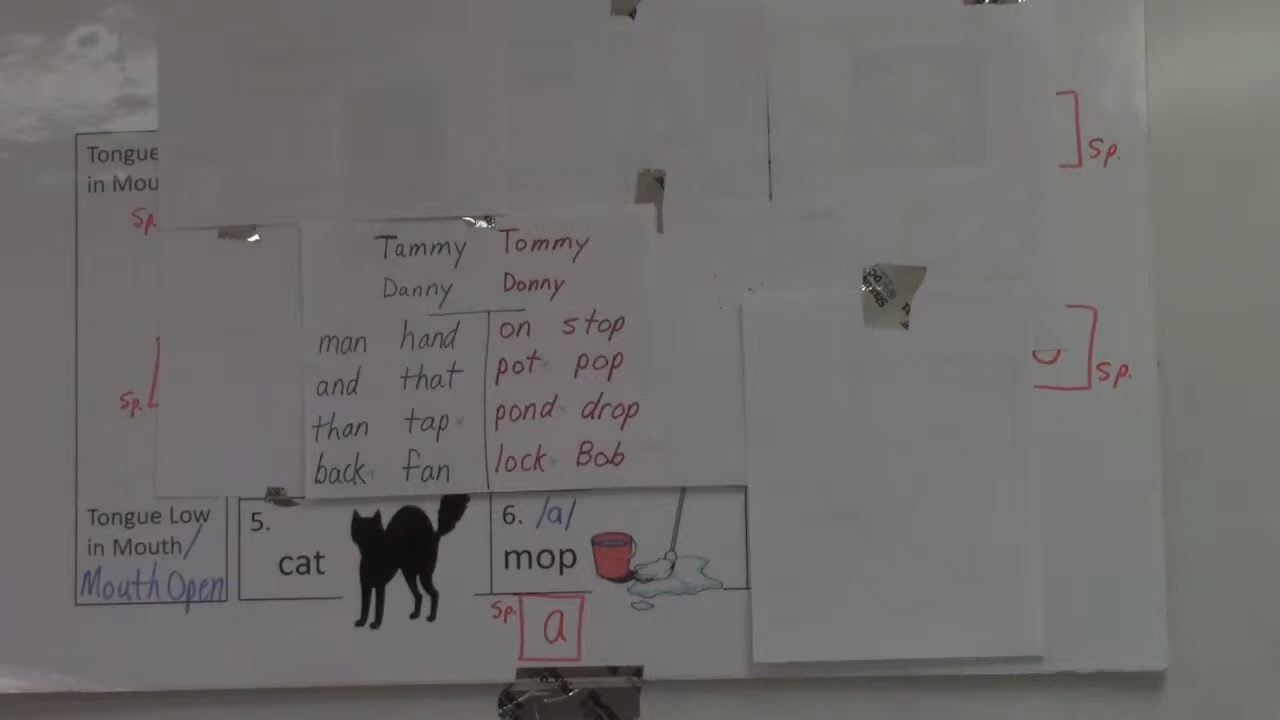 Sp.
Tongue
in Mou
Sp.
Tammy Tommy
Danny Donny
man hand on stop
and that pot pop
than tap pond drop
back fan lock Bob
Sp.
Sp.
Tongue Low
in Mouth/
Mouth Open
5.
cat
6. /a/
mop
Sp.
a